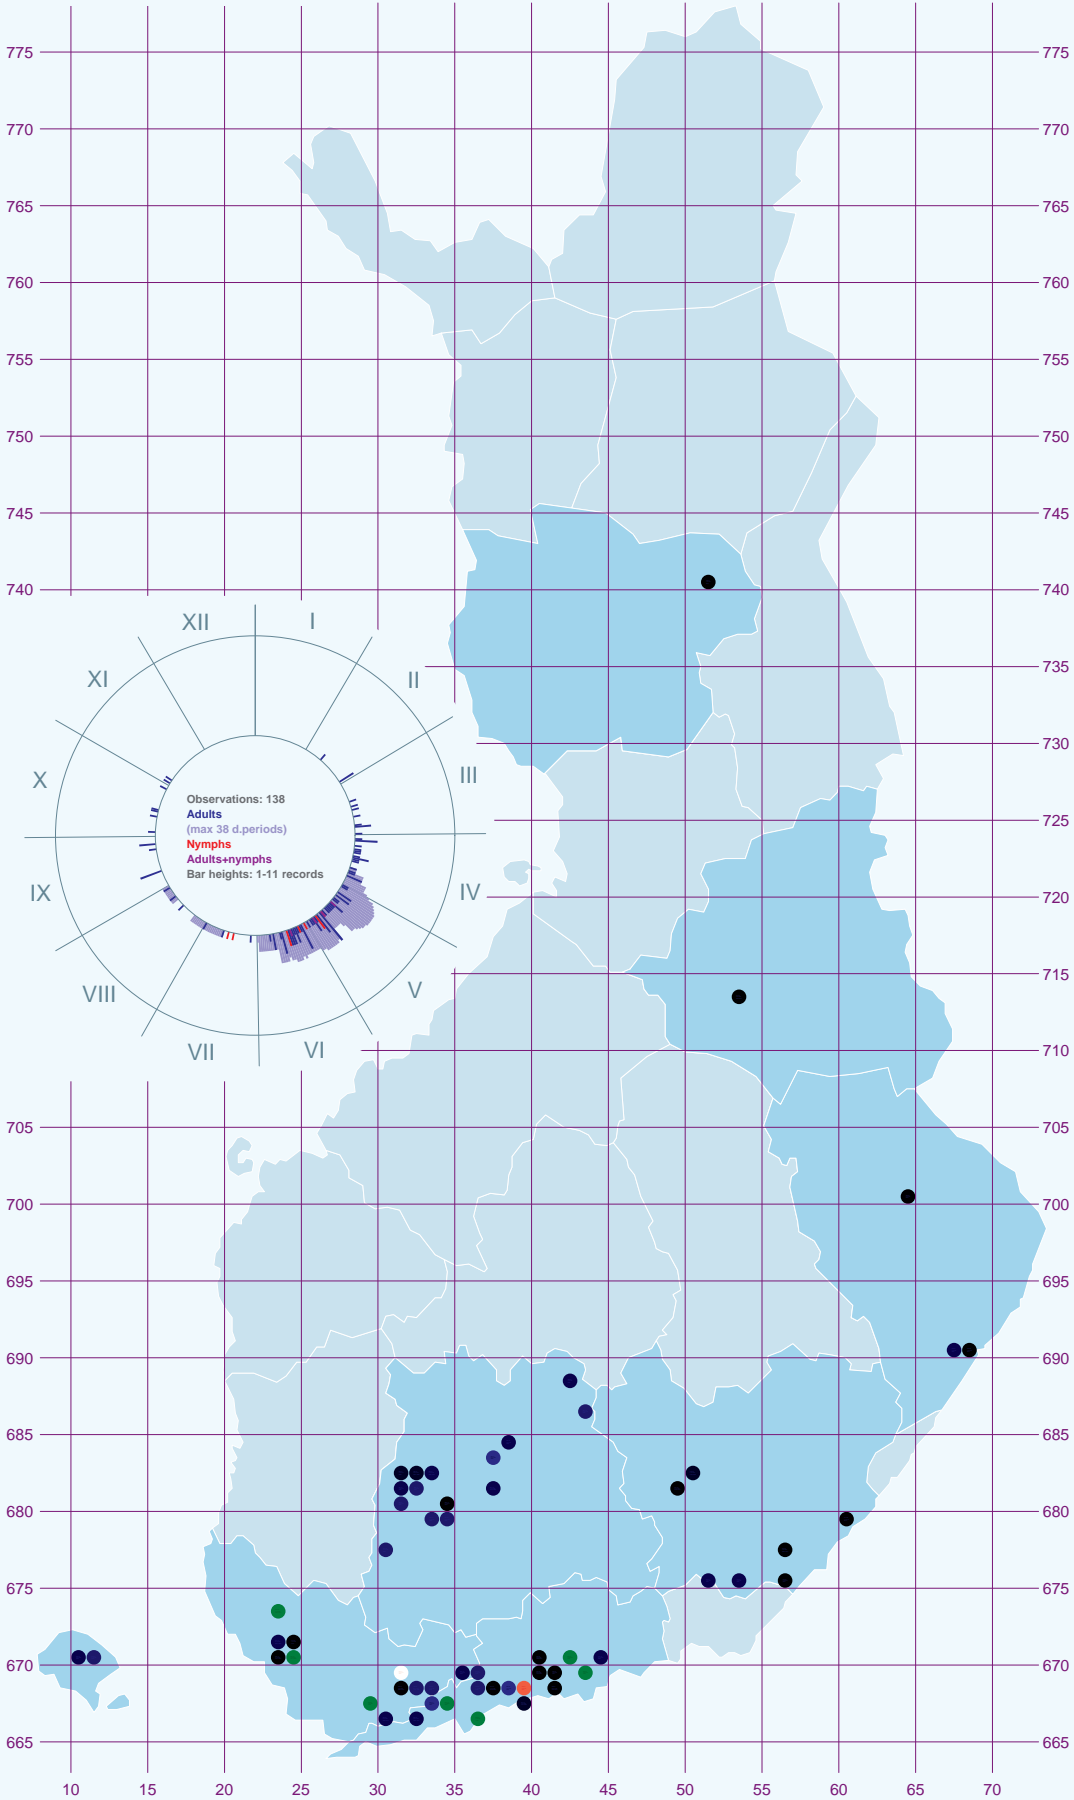 775 775
770 770
765 765
760 760
755 755
750 750
745 745
740 740
735
730
725
720
715
710
705 705
700 700
695 695
690 690
685 685
680 680
675 675
670 670
665 665
XII I
XI II
X III
IX IV
VIII V
VII VI
Observations: 138
Adults
(max 38 d.periods)
Nymphs
Adults+nymphs
Bar heights: 1-11 records
10 15 20 25 30 35 40 45 50 55 60 65 70